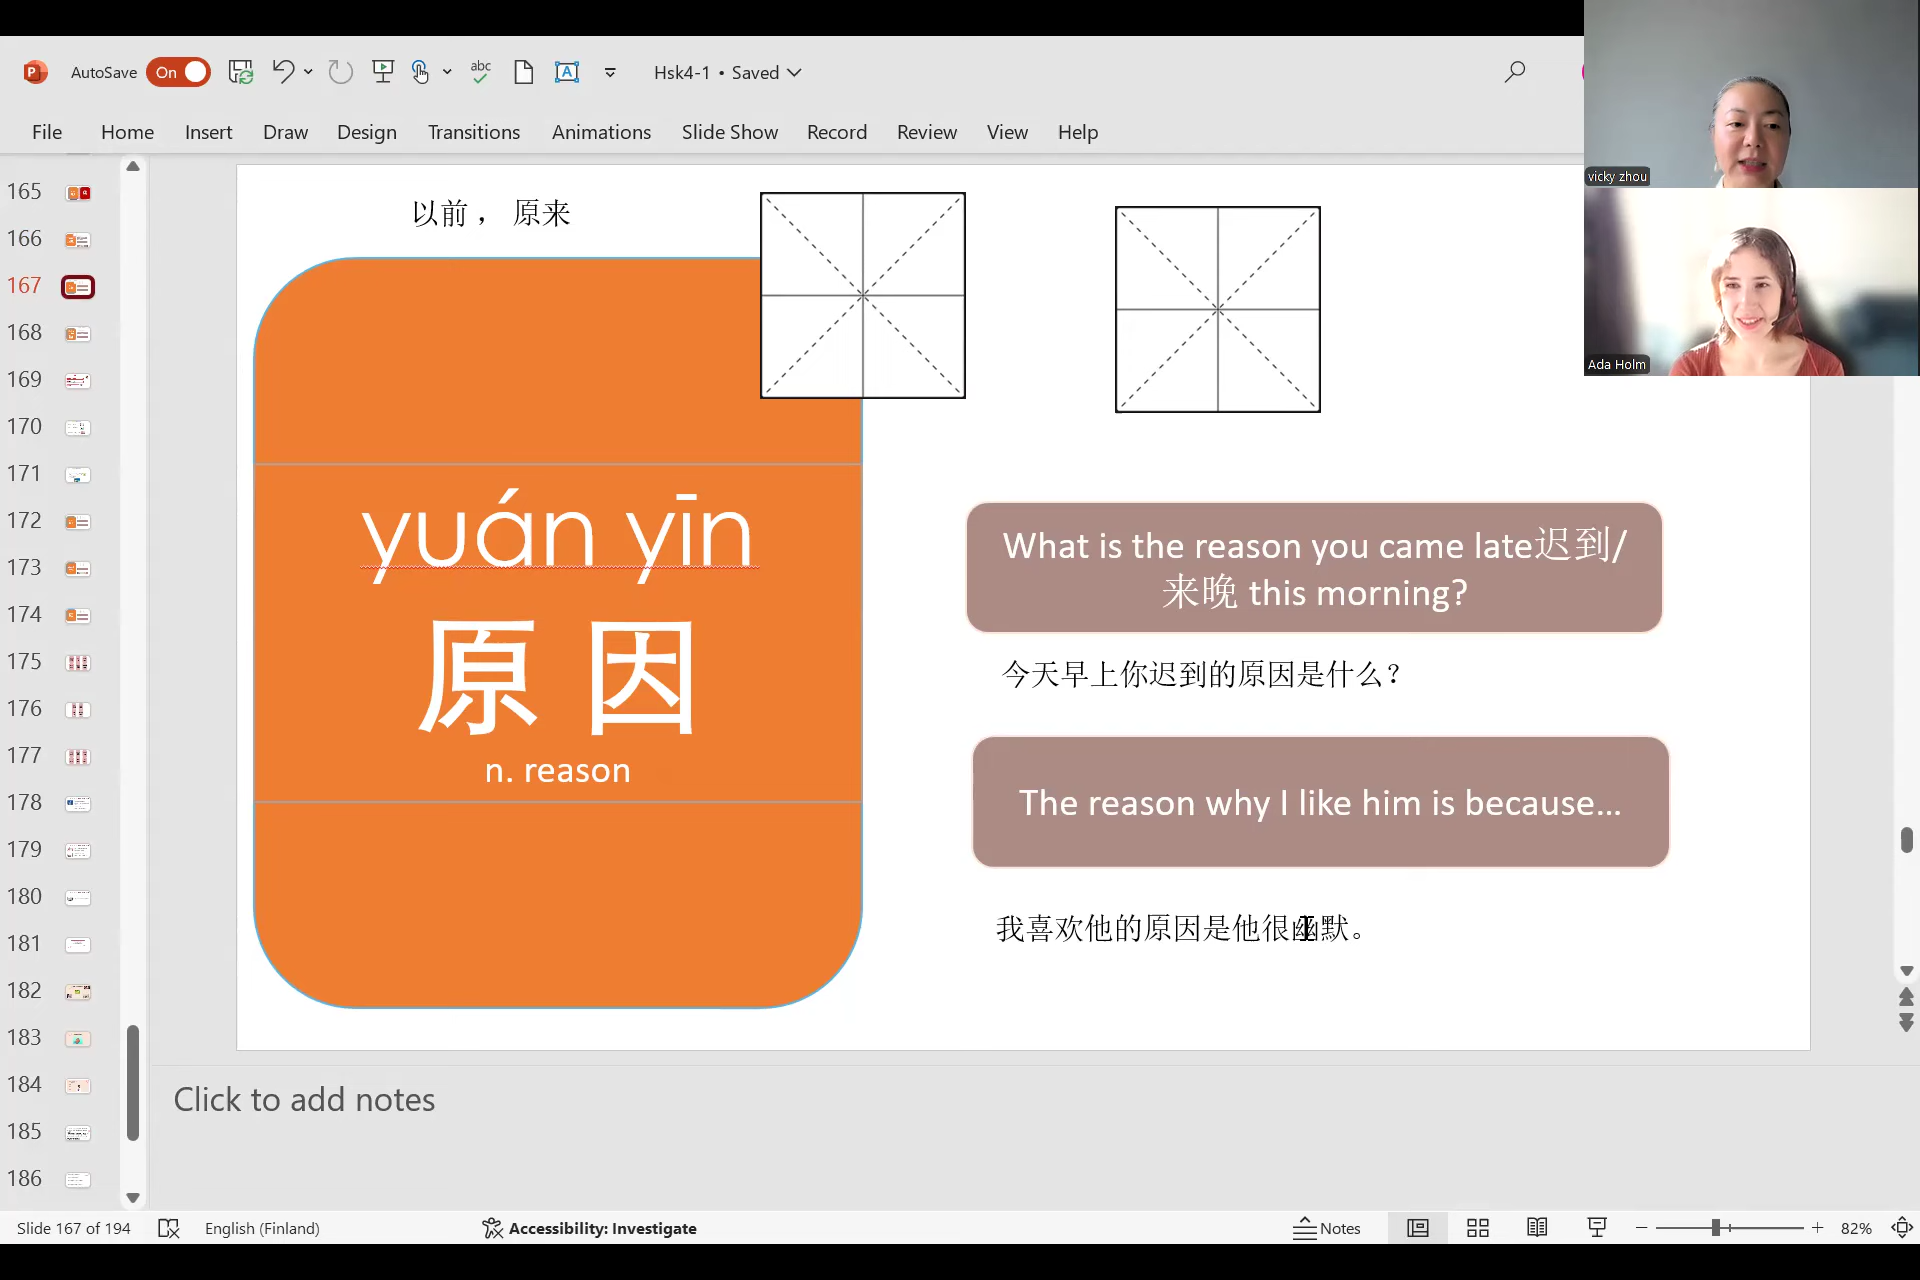 AutoSave On abc A Hsk4-1 • Saved
File Home Insert Draw Design Transitions Animations Slide Show Record Review View Help
vicky zhou
Ada Holm
165
166
167
168
169
170
171
172
173
174
175
176
177
178
179
180
181
182
183
184
185
186
以前， 原来
yuán yīn
原 因
n. reason
What is the reason you came late迟到/
来晚 this morning?
今天早上你迟到的原因是什么?
The reason why I like him is because...
我喜欢他的原因是他很幽默。
Click to add notes
Slide 167 of 194 English (Finland) Accessibility: Investigate Notes 82%